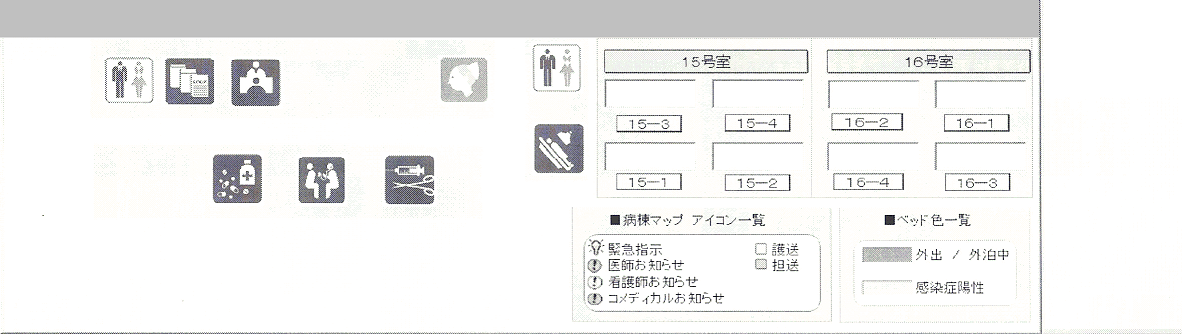 15号室
16号室
15－3
15－4
16－2
16－1
15－1
15－2
16－4
16－3
■病棟マップ アイコン一覧
緊急指示
護送
医師お知らせ
担送
看護師お知らせ
コメディカルお知らせ
■ベッド色一覧
外出 / 外泊中
感染症陽性